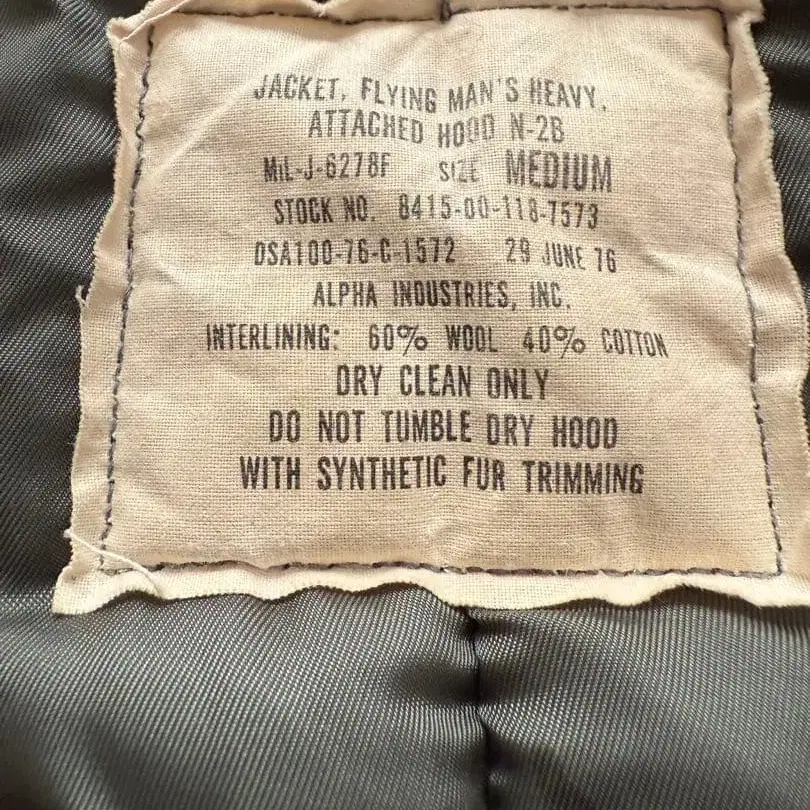 JACKET, FLYING MAN'S HEAVY,
ATTACHED HOOD N-2B
MIL-J-6278F SIZE MEDIUM
STOCK NO. 8415-00-118-7573
DSA100-76-C-1572 29 JUNE 76
ALPHA INDUSTRIES, INC.
INTERLINING: 60% WOOL 40% COTTON
DRY CLEAN ONLY
DO NOT TUMBLE DRY HOOD
WITH SYNTHETIC FUR TRIMMING